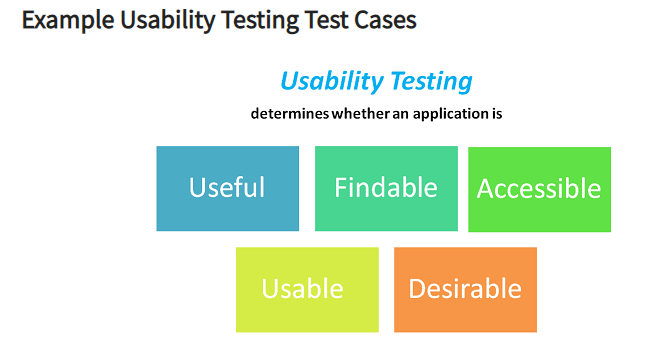 Example Usability Testing Test Cases
Usability Testing
determines whether an application is
Useful
Findable
Accessible
Usable
Desirable